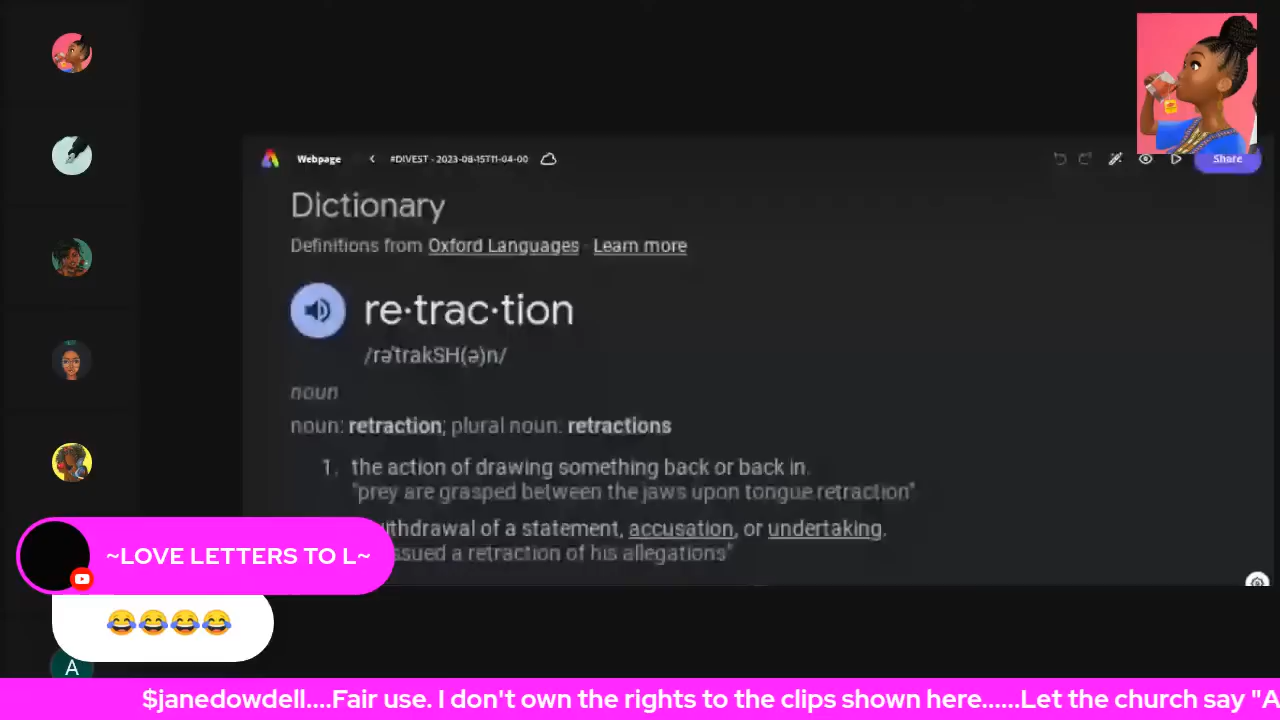 Webpage
#DIVEST - 2023-08-15T11-04-00
Share
Dictionary
Definitions from Oxford Languages · Learn more
re·trac·tion
/rəˈtrakSH(ə)n/
noun
noun: retraction; plural noun: retractions
1. the action of drawing something back or back in.
"prey are grasped between the jaws upon tongue retraction"
withdrawal of a statement, accusation, or undertaking.
issued a retraction of his allegations"
~LOVE LETTERS TO L~
😂😂😂😂
A
$janedowdell....Fair use. I don't own the rights to the clips shown here......Let the church say "A